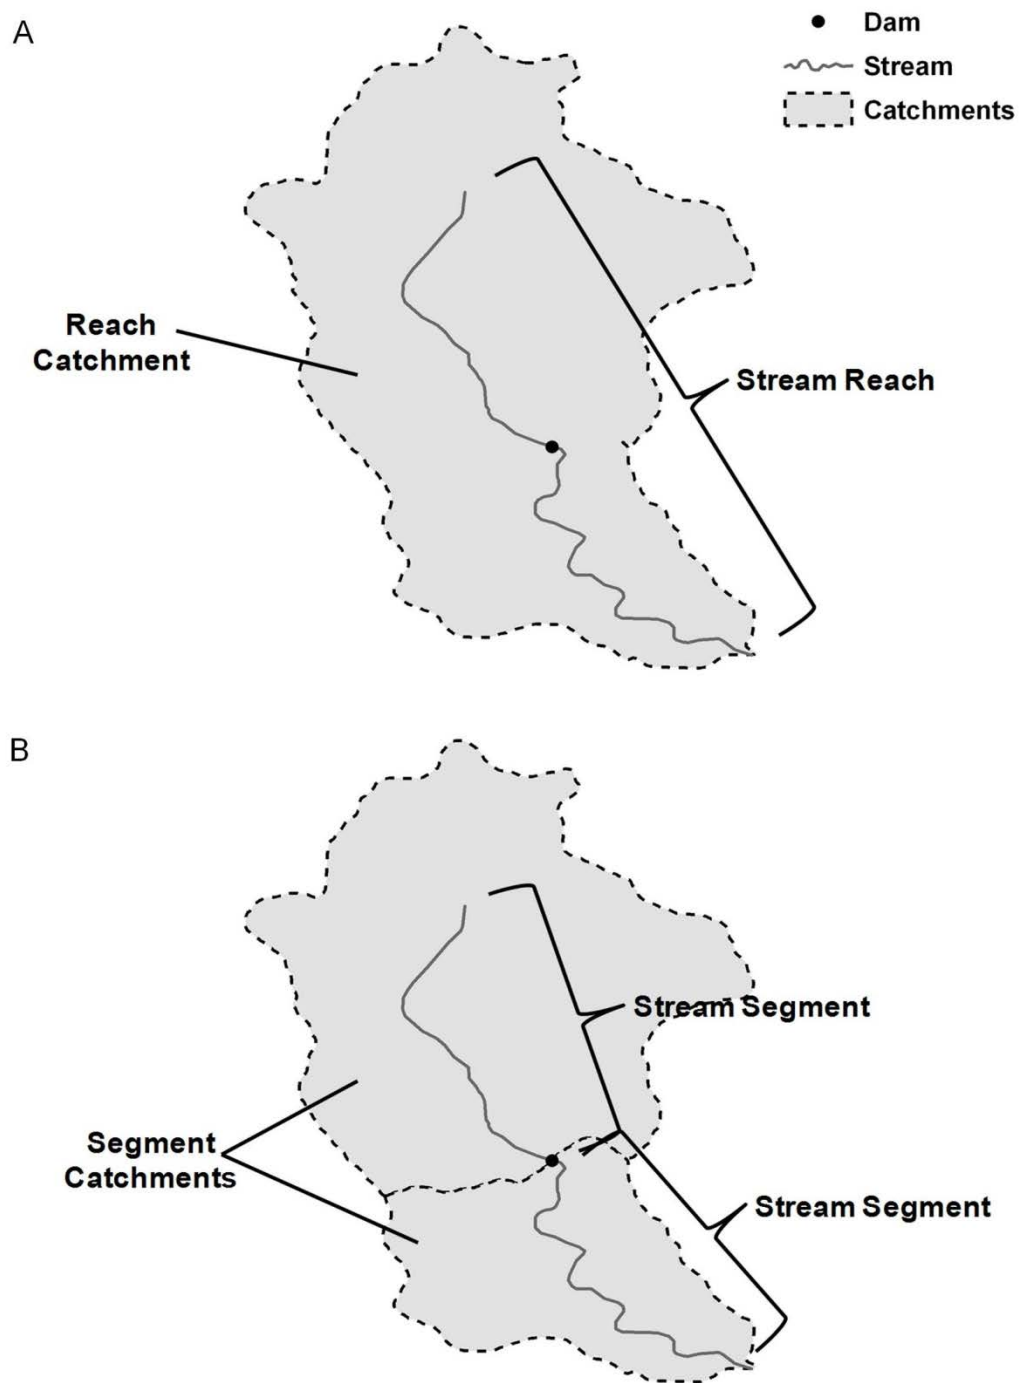 A
Dam
Stream
Catchments
Reach
Catchment
Stream Reach
B
Stream Segment
Segment
Catchments
Stream Segment